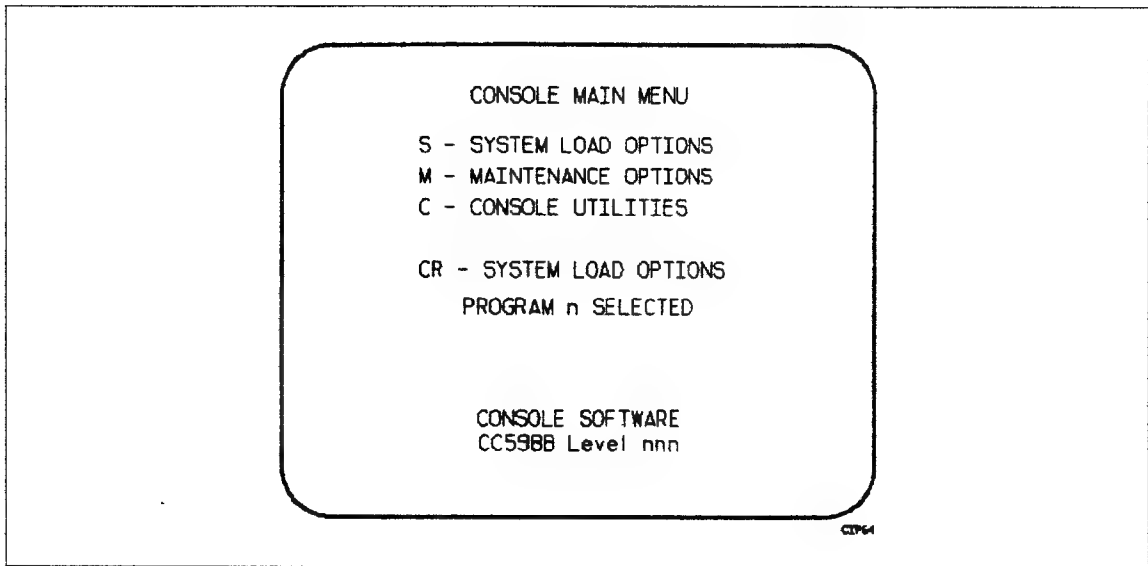 CONSOLE MAIN MENU
S - SYSTEM LOAD OPTIONS
M - MAINTENANCE OPTIONS
C - CONSOLE UTILITIES
CR - SYSTEM LOAD OPTIONS
PROGRAM n SELECTED
CONSOLE SOFTWARE
CC598B Level nnn